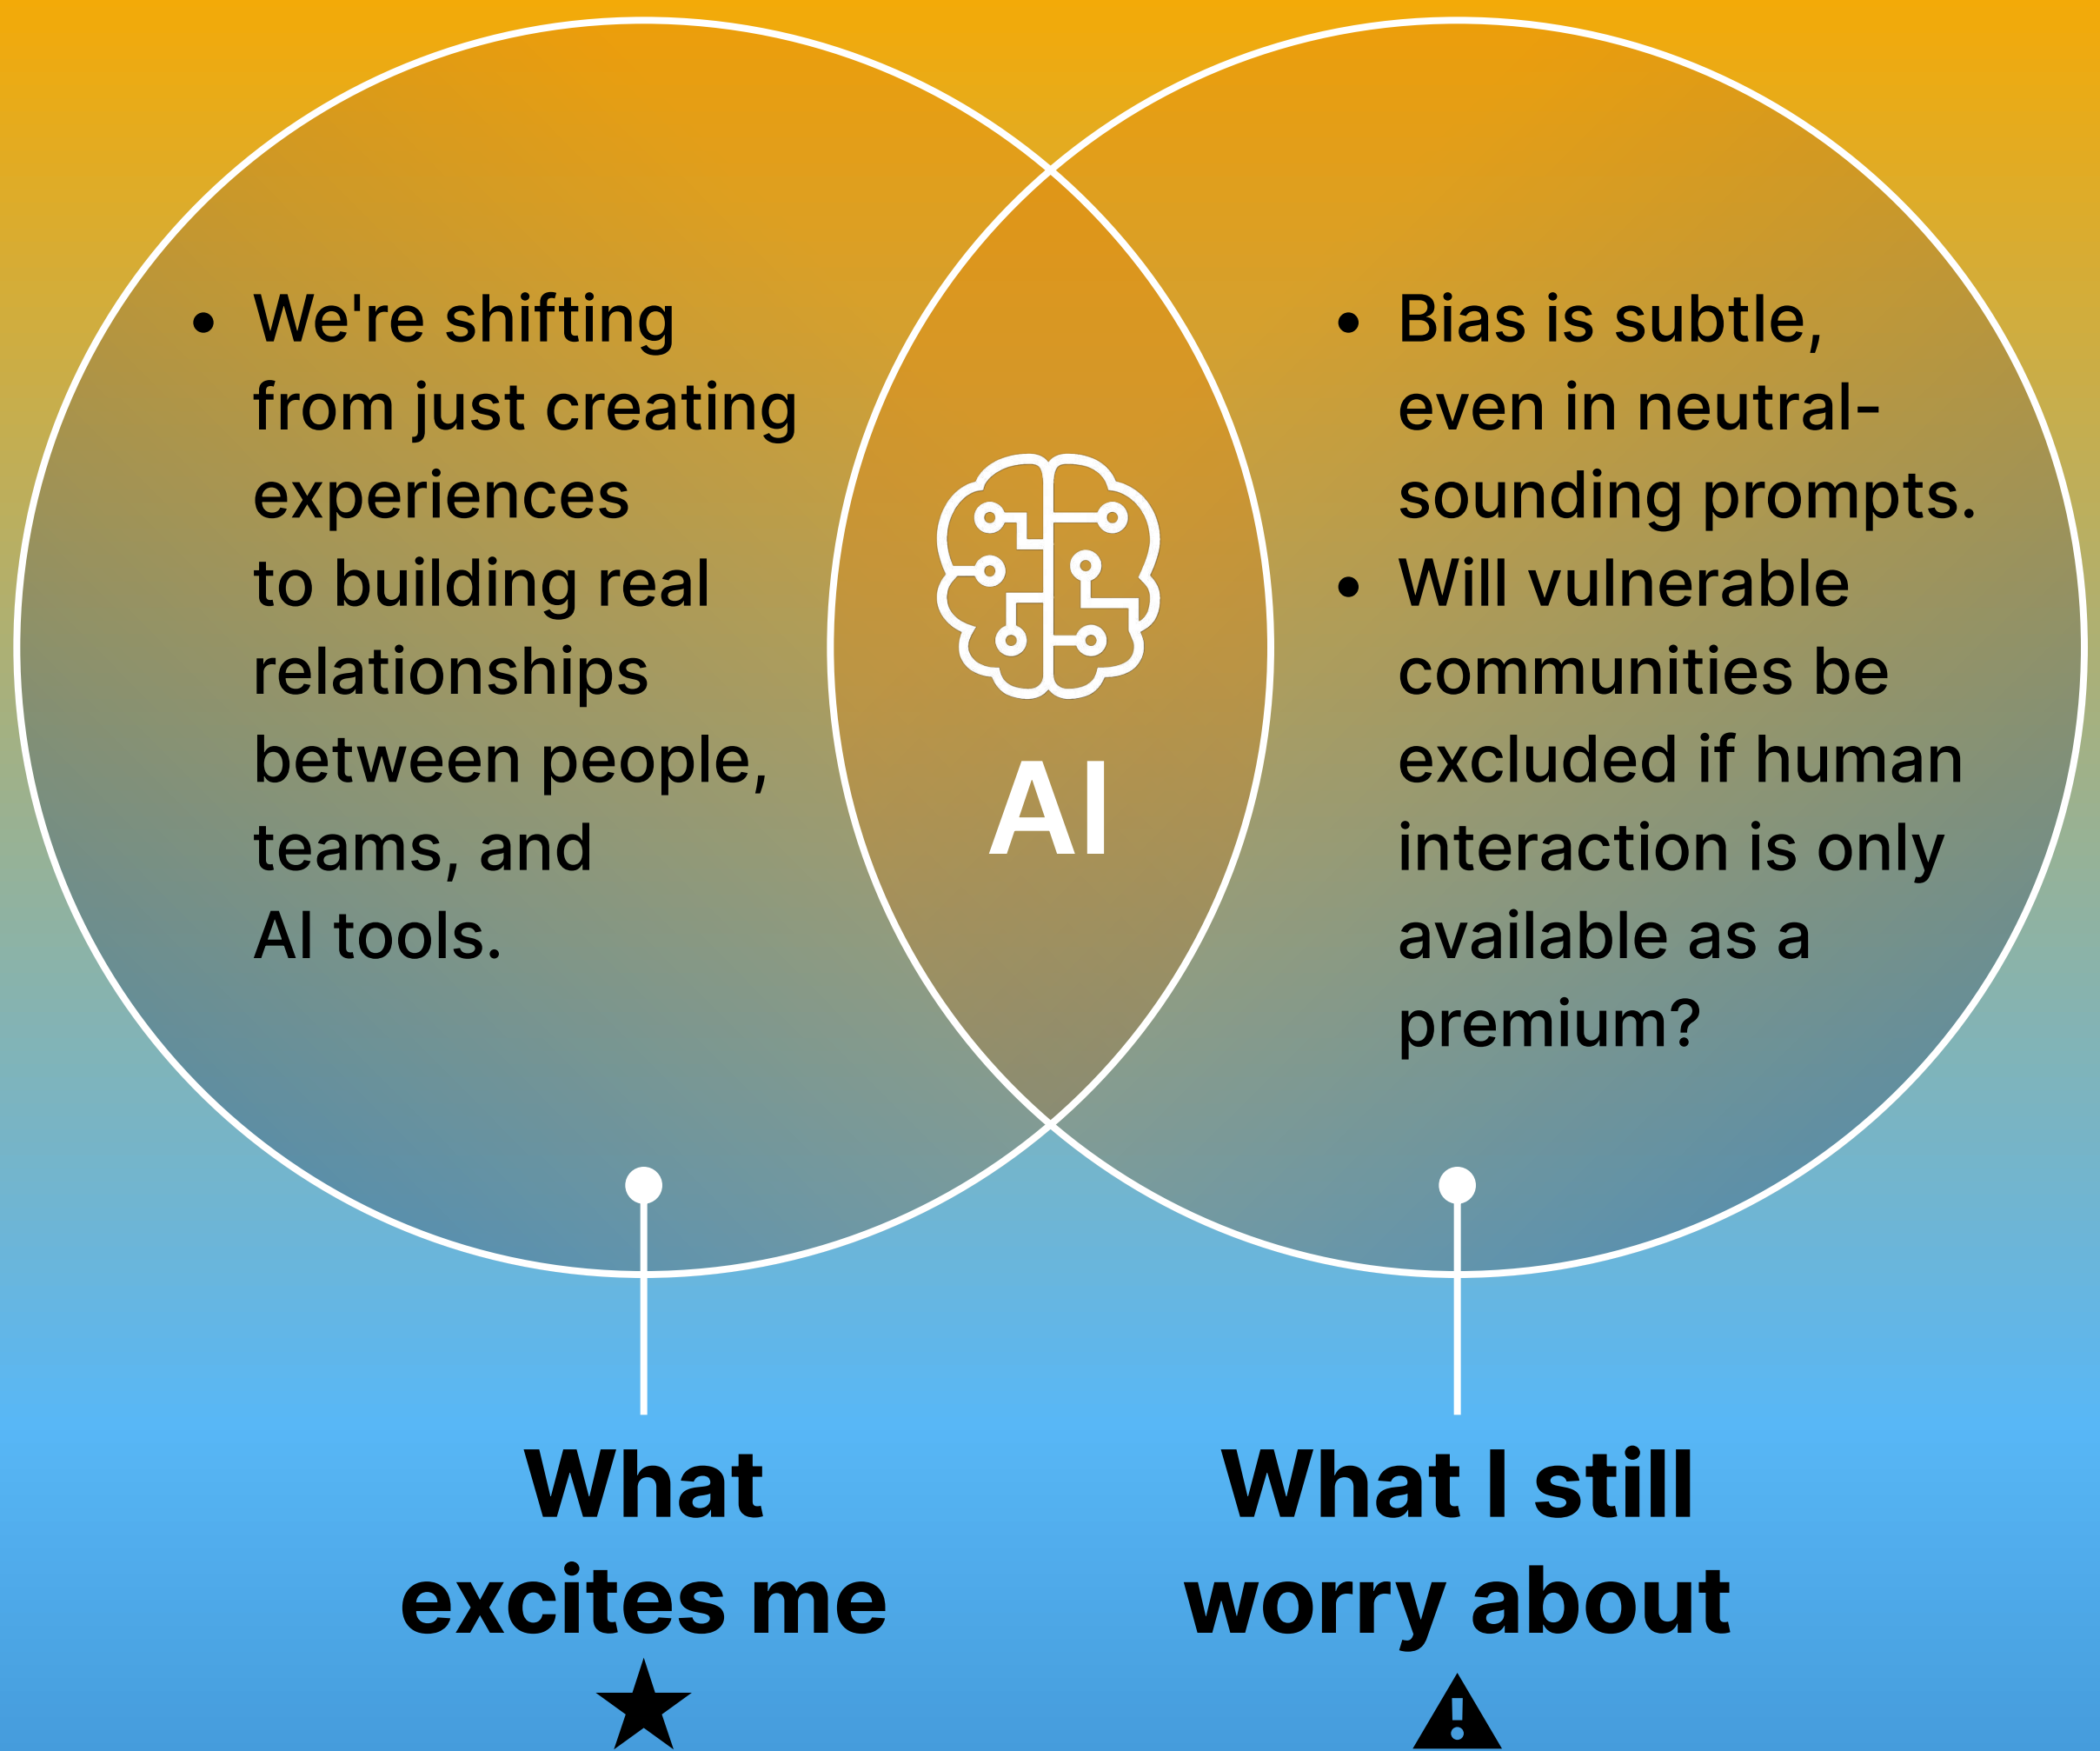 • We're shifting
from just creating
experiences
to building real
relationships
between people,
teams, and
AI tools.
AI
• Bias is subtle,
even in neutral-
sounding prompts.
• Will vulnerable
communities be
excluded if human
interaction is only
available as a
premium?
What
excites me
What I still
worry about